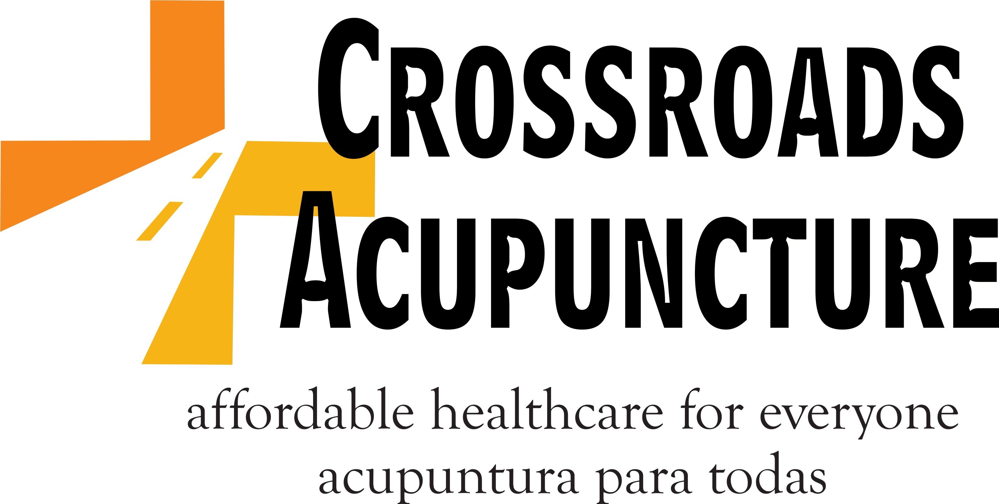 CROSSROADS
ACUPUNCTURE
affordable healthcare for everyone
acupuntura para todas